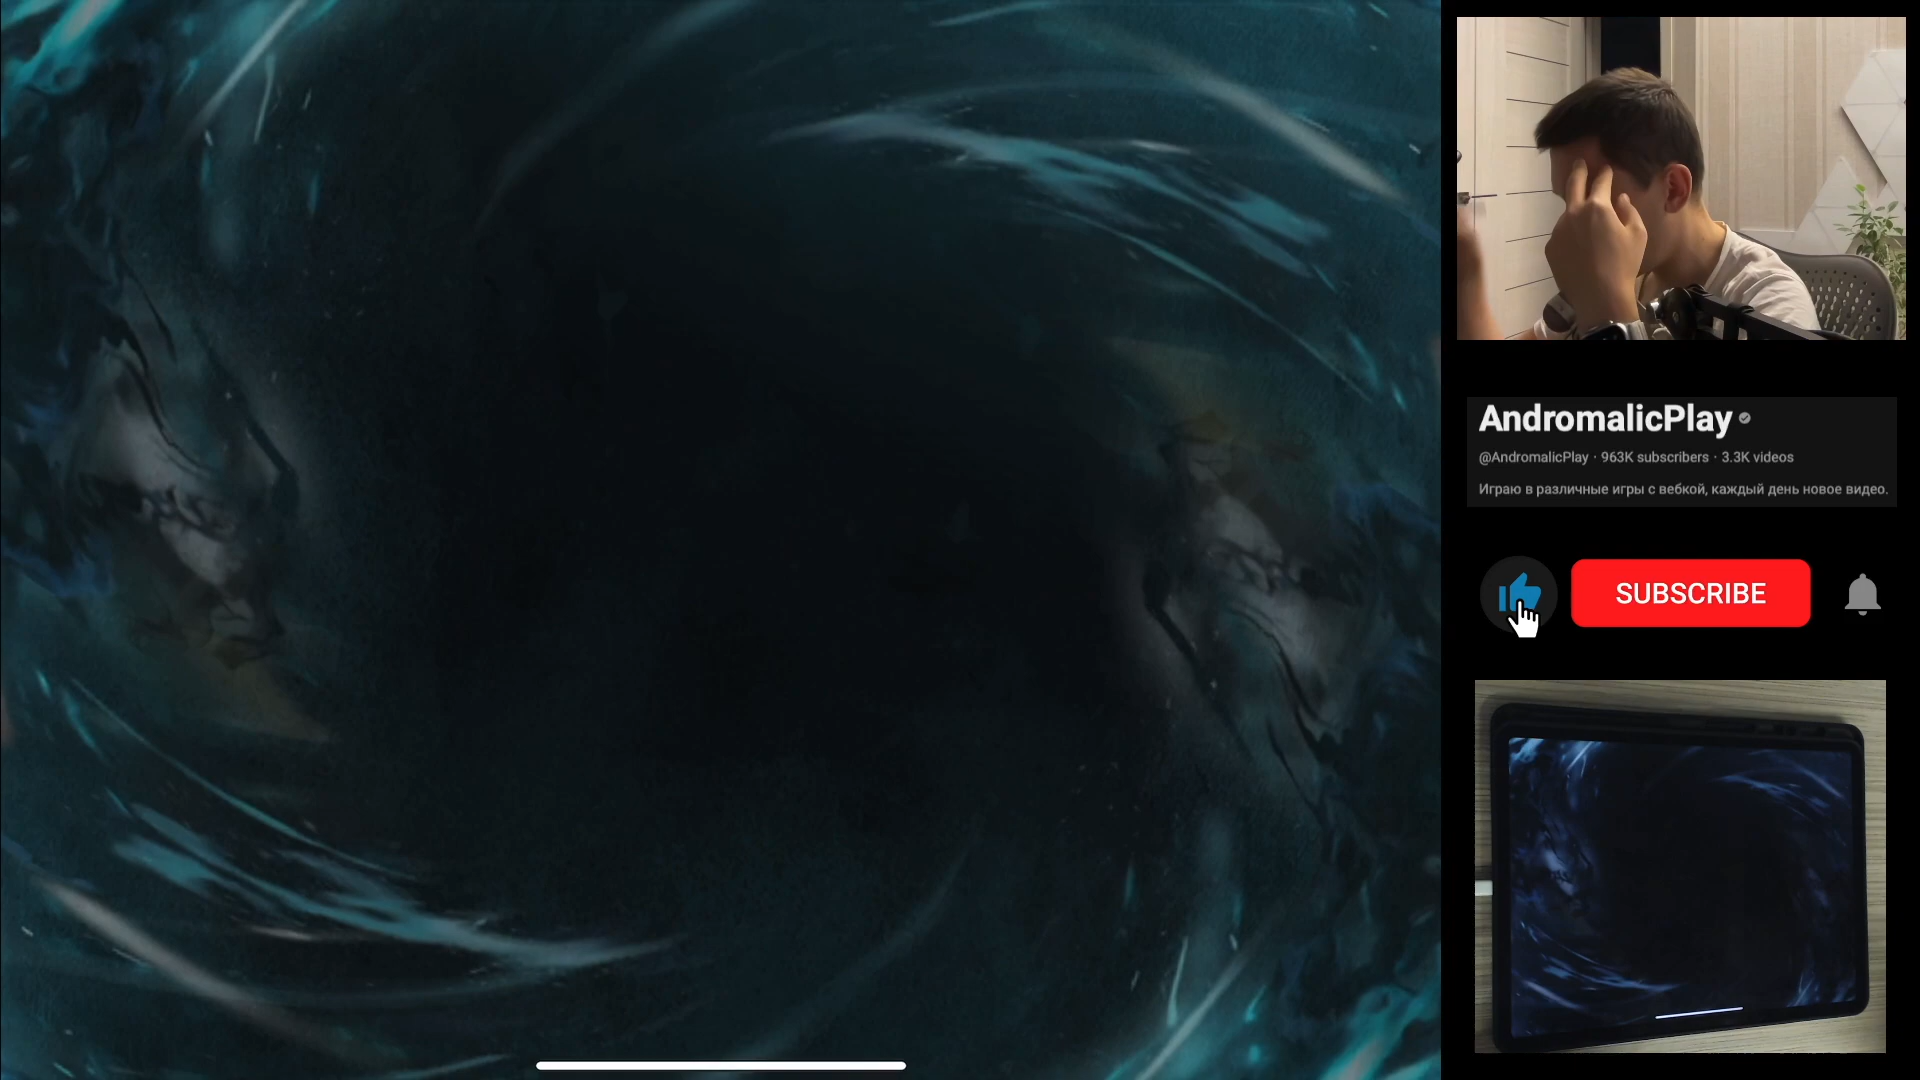 AndromalicPlay
@AndromalicPlay · 963K subscribers · 3.3K videos
Играю в различные игры с вебкой, каждый день новое видео.
SUBSCRIBE